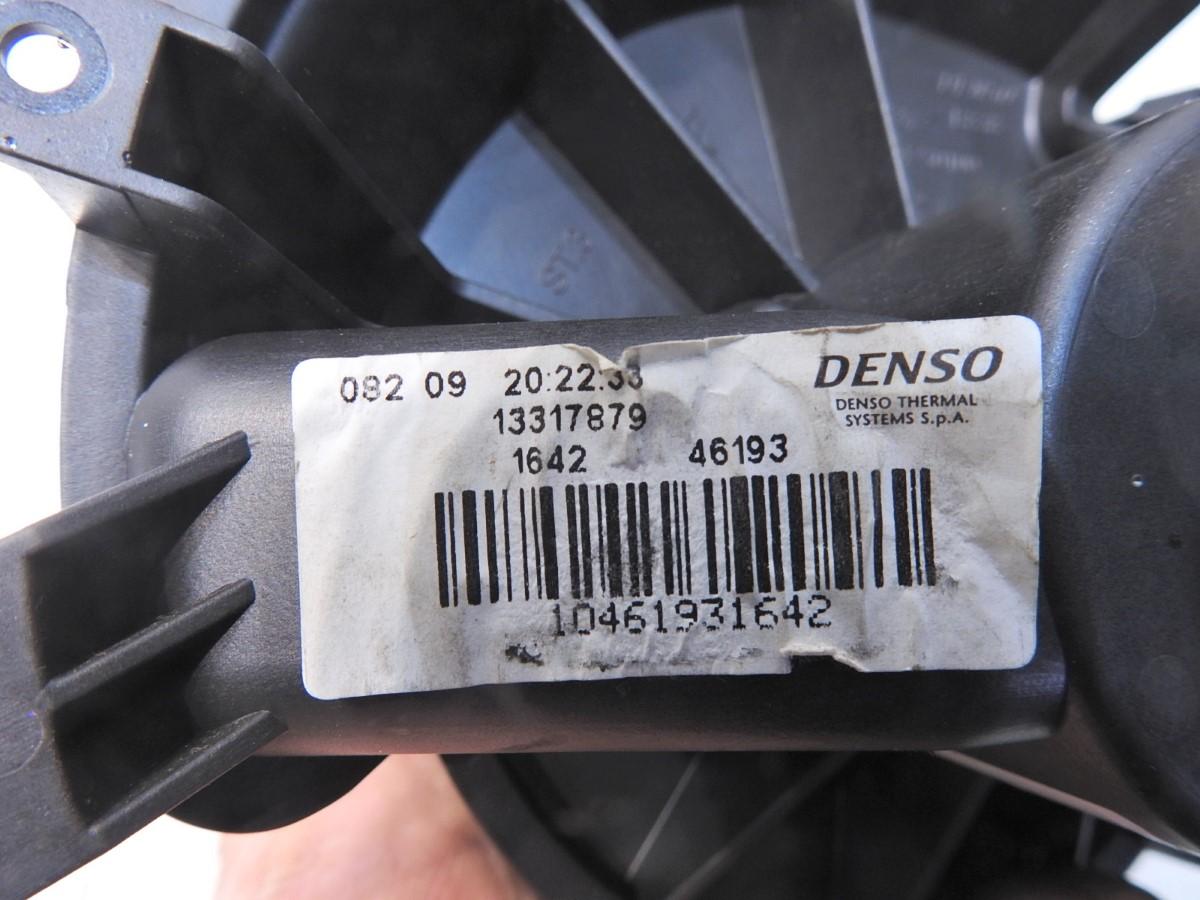 082 09 20:22:33
13317879
1642 46193
DENSO
DENSO THERMAL
SYSTEMS S.p.A.
10461931642